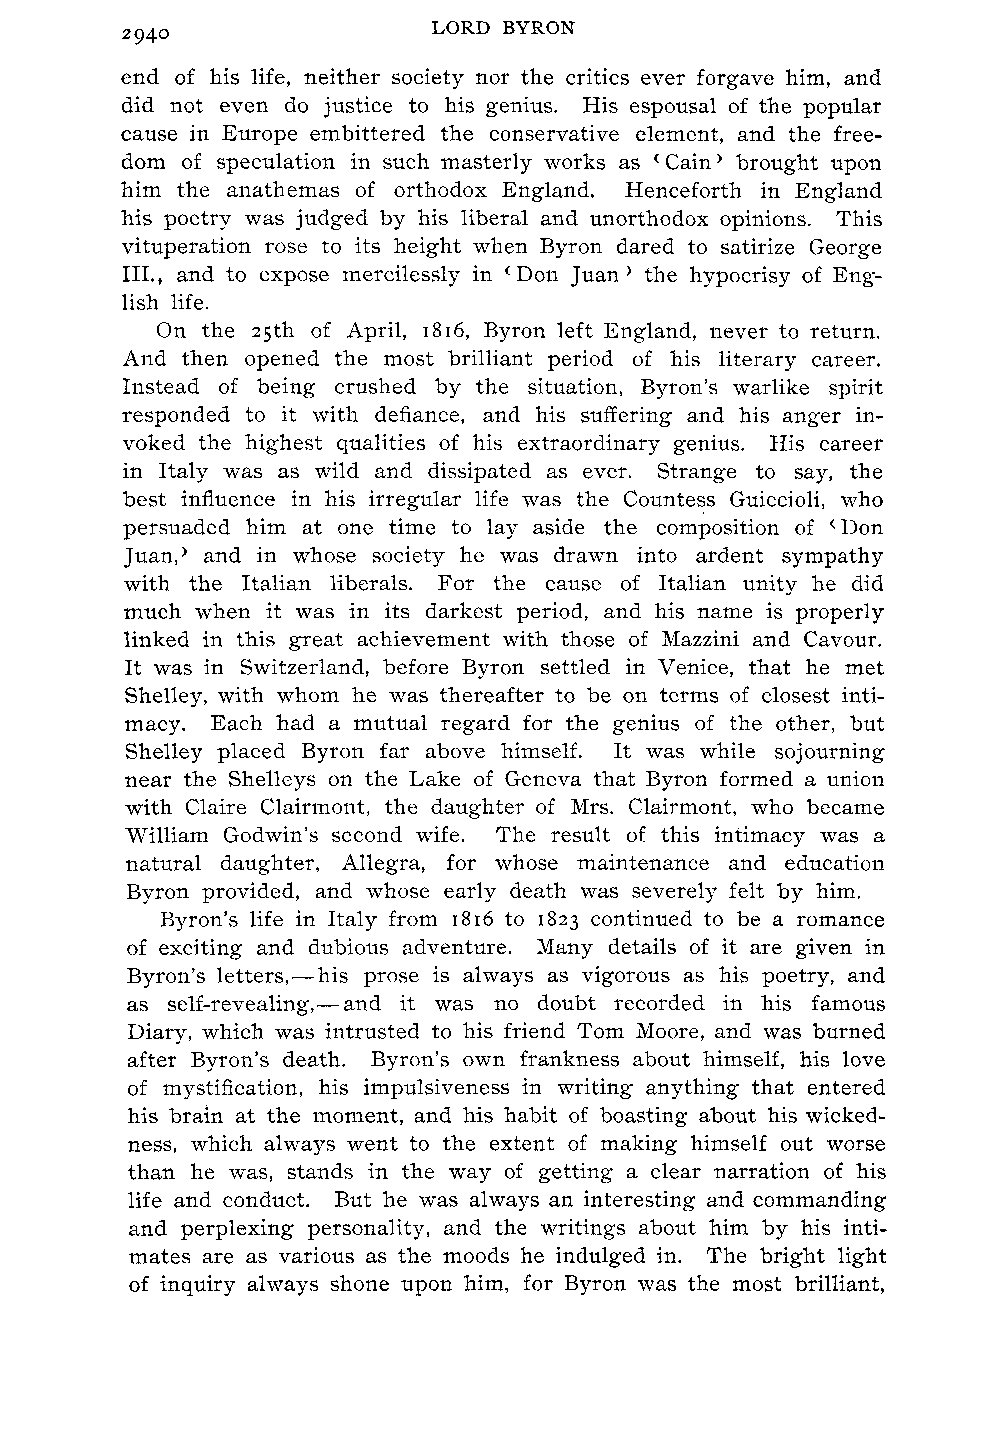 2940
LORD BYRON
end of his life, neither society nor the critics ever forgave him, and
did not even do justice to his genius. His espousal of the popular
cause in Europe embittered the conservative element, and the free-
dom of speculation in such masterly works as ‘Cain’ brought upon
him the anathemas of orthodox England. Henceforth in England
his poetry was judged by his liberal and unorthodox opinions. This
vituperation rose to its height when Byron dared to satirize George
III., and to expose mercilessly in ‘Don Juan’ the hypocrisy of Eng-
lish life.
On the 25th of April, 1816, Byron left England, never to return.
And then opened the most brilliant period of his literary career.
Instead of being crushed by the situation, Byron's warlike spirit
responded to it with defiance, and his suffering and his anger in-
voked the highest qualities of his extraordinary genius. His career
in Italy was as wild and dissipated as ever. Strange to say, the
best influence in his irregular life was the Countess Guiccioli, who
persuaded him at one time to lay aside the composition of ‘Don
Juan,’ and in whose society he was drawn into ardent sympathy
with the Italian liberals. For the cause of Italian unity he did
much when it was in its darkest period, and his name is properly
linked in this great achievement with those of Mazzini and Cavour.
It was in Switzerland, before Byron settled in Venice, that he met
Shelley, with whom he was thereafter to be on terms of closest inti-
macy. Each had a mutual regard for the genius of the other, but
Shelley placed Byron far above himself. It was while sojourning
near the Shelleys on the Lake of Geneva that Byron formed a union
with Claire Clairmont, the daughter of Mrs. Clairmont, who became
William Godwin's second wife. The result of this intimacy was a
natural daughter, Allegra, for whose maintenance and education
Byron provided, and whose early death was severely felt by him.
Byron's life in Italy from 1816 to 1823 continued to be a romance
of exciting and dubious adventure. Many details of it are given in
Byron's letters,—his prose is always as vigorous as his poetry, and
as self-revealing,—and it was no doubt recorded in his famous
Diary, which was intrusted to his friend Tom Moore, and was burned
after Byron's death. Byron's own frankness about himself, his love
of mystification, his impulsiveness in writing anything that entered
his brain at the moment, and his habit of boasting about his wicked-
ness, which always went to the extent of making himself out worse
than he was, stands in the way of getting a clear narration of his
life and conduct. But he was always an interesting and commanding
and perplexing personality, and the writings about him by his inti-
mates are as various as the moods he indulged in. The bright light
of inquiry always shone upon him, for Byron was the most brilliant,